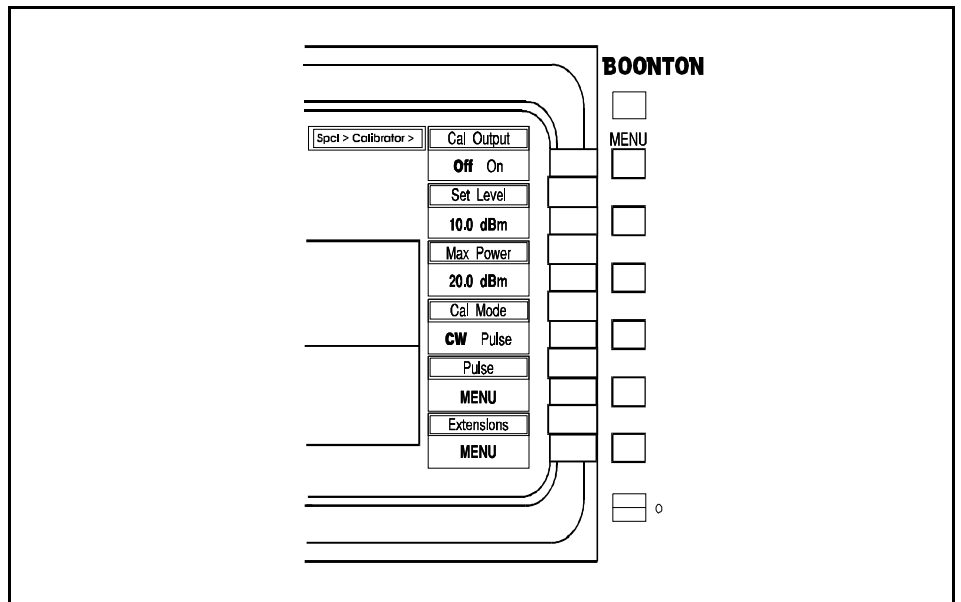 BOONTON
MENU
Spcl > Calibrator >
Cal Output
Off On
Set Level
10.0 dBm
Max Power
20.0 dBm
Cal Mode
CW Pulse
Pulse
MENU
Extensions
MENU